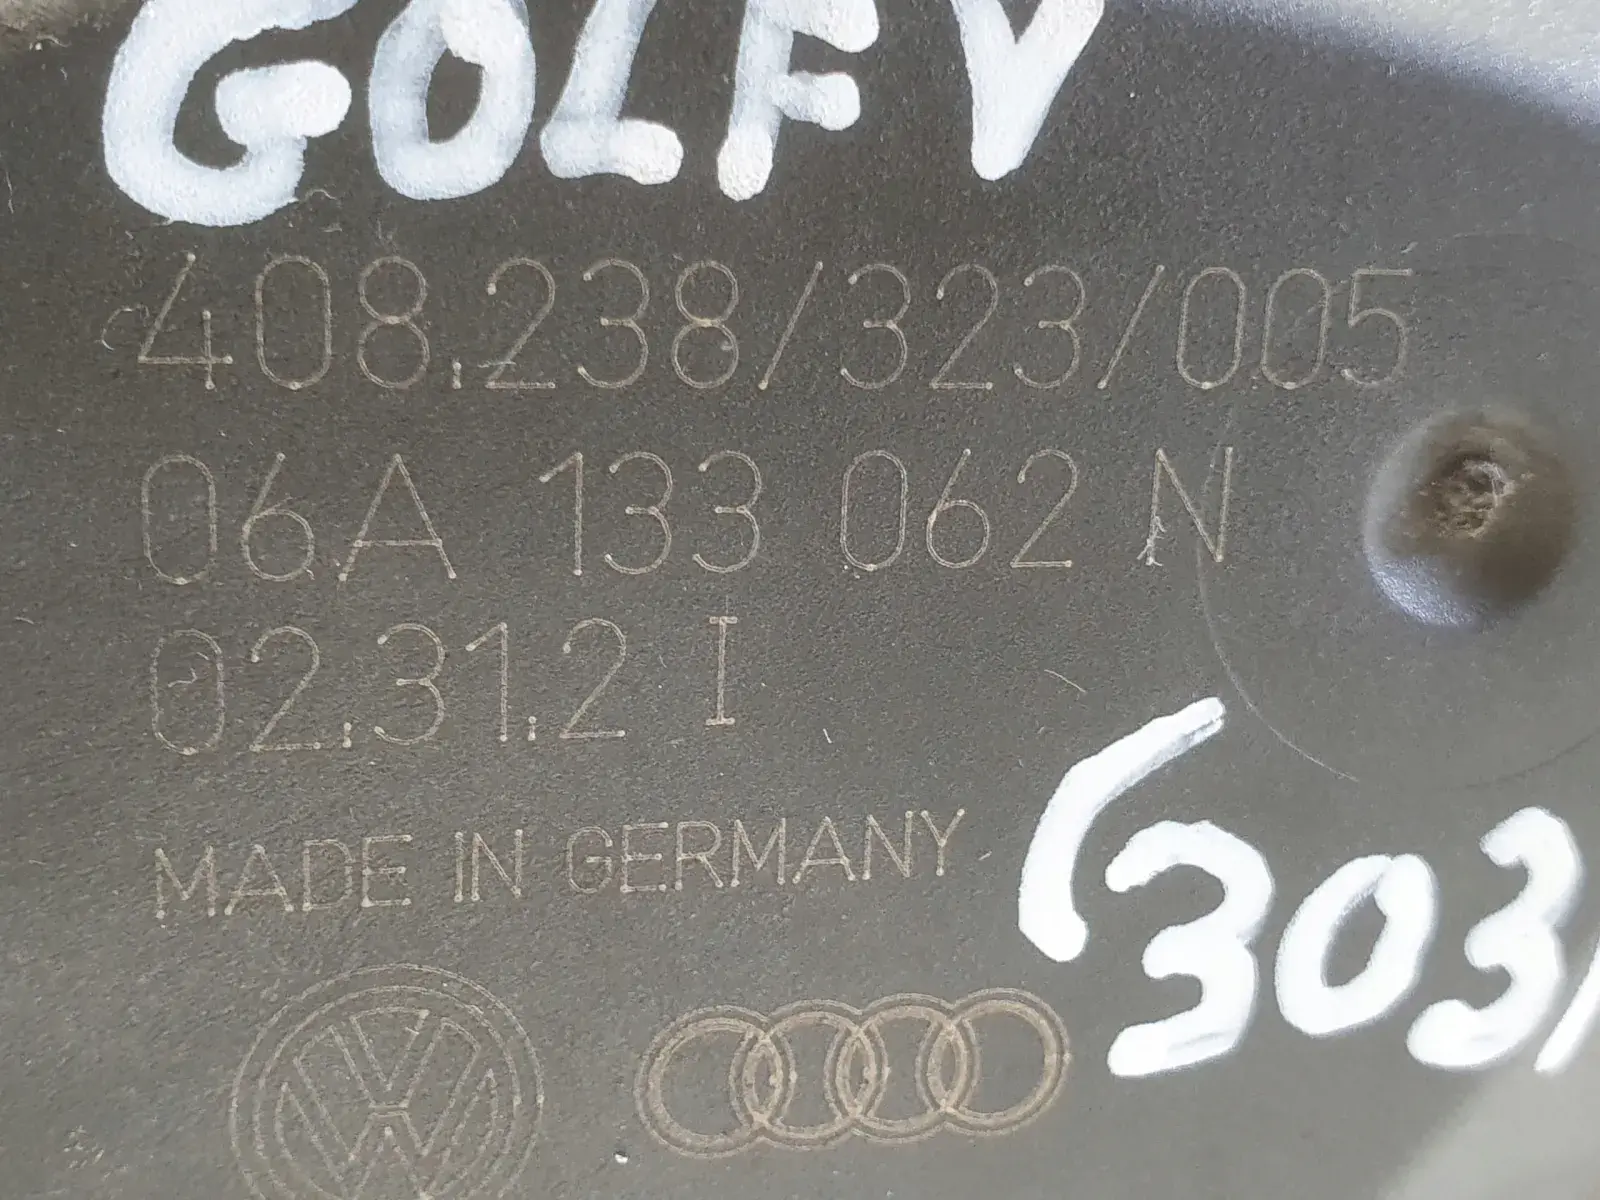 GOLF V
408.238/323/005
06A 133 062 N
02.31.2 I
MADE IN GERMANY
(303)